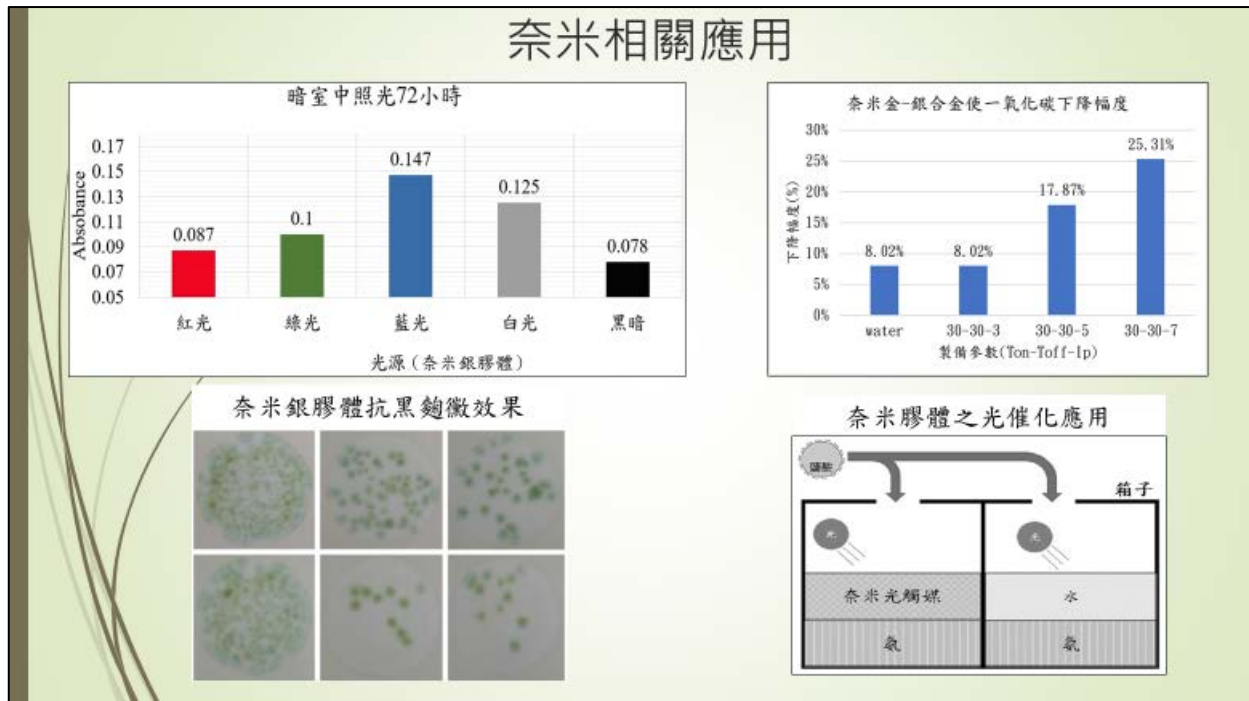 奈米相關應用
暗室中照光72小時
Absobance
0.17
0.15
0.13
0.11
0.09
0.07
0.05
0.087
0.1
0.147
0.125
0.078
紅光
綠光
藍光
白光
黑暗
光源(奈米銀膠體)
奈米金-銀合金使一氧化碳下降幅度
下降幅度(%)
30%
25%
20%
15%
10%
5%
0%
8.02%
8.02%
17.87%
25.31%
water
30-30-3
30-30-5
30-30-7
製備參數(Ton-Toff-Ip)
奈米銀膠體抗黑麴黴效果
奈米膠體之光催化應用
箱子
光
光
奈米光觸媒
水
氨
氨